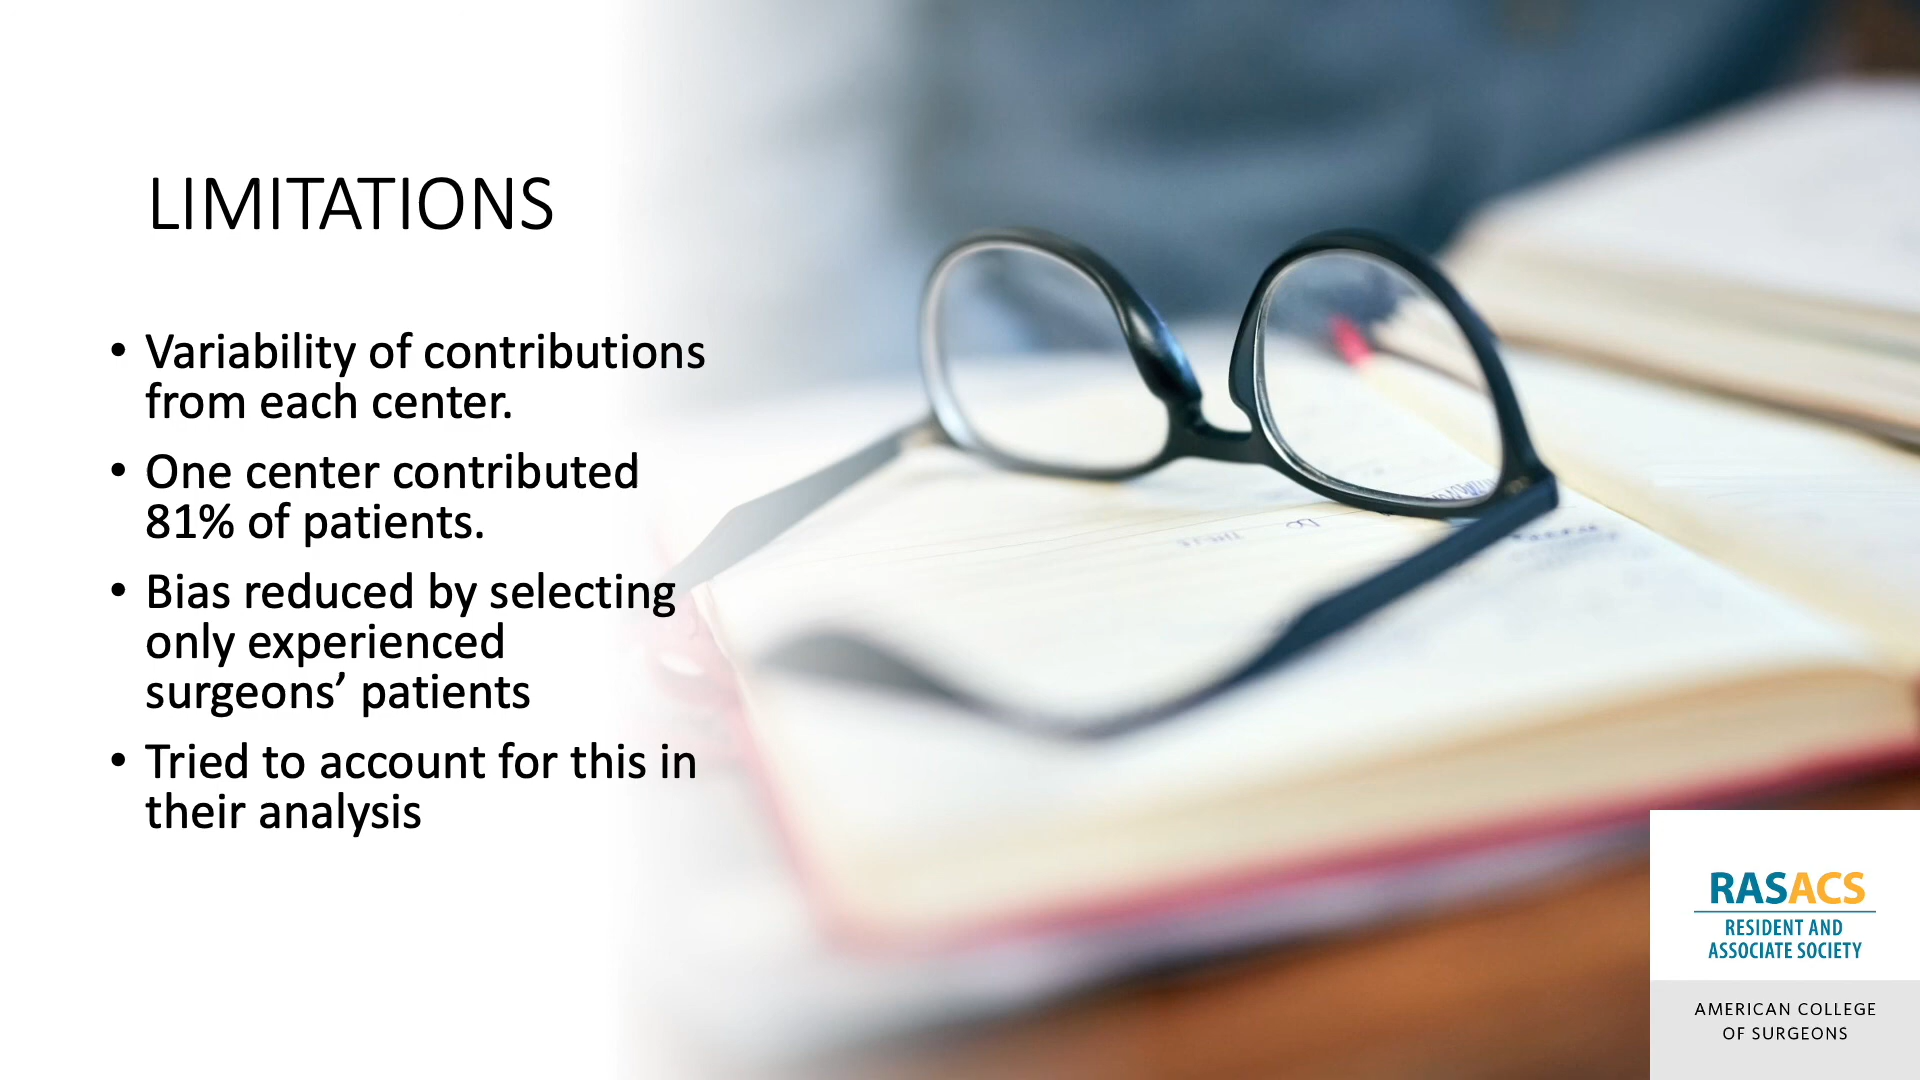 LIMITATIONS
• Variability of contributions
from each center.
• One center contributed
81% of patients.
• Bias reduced by selecting
only experienced
surgeons’ patients
• Tried to account for this in
their analysis
RASACS
RESIDENT AND
ASSOCIATE SOCIETY
AMERICAN COLLEGE
OF SURGEONS